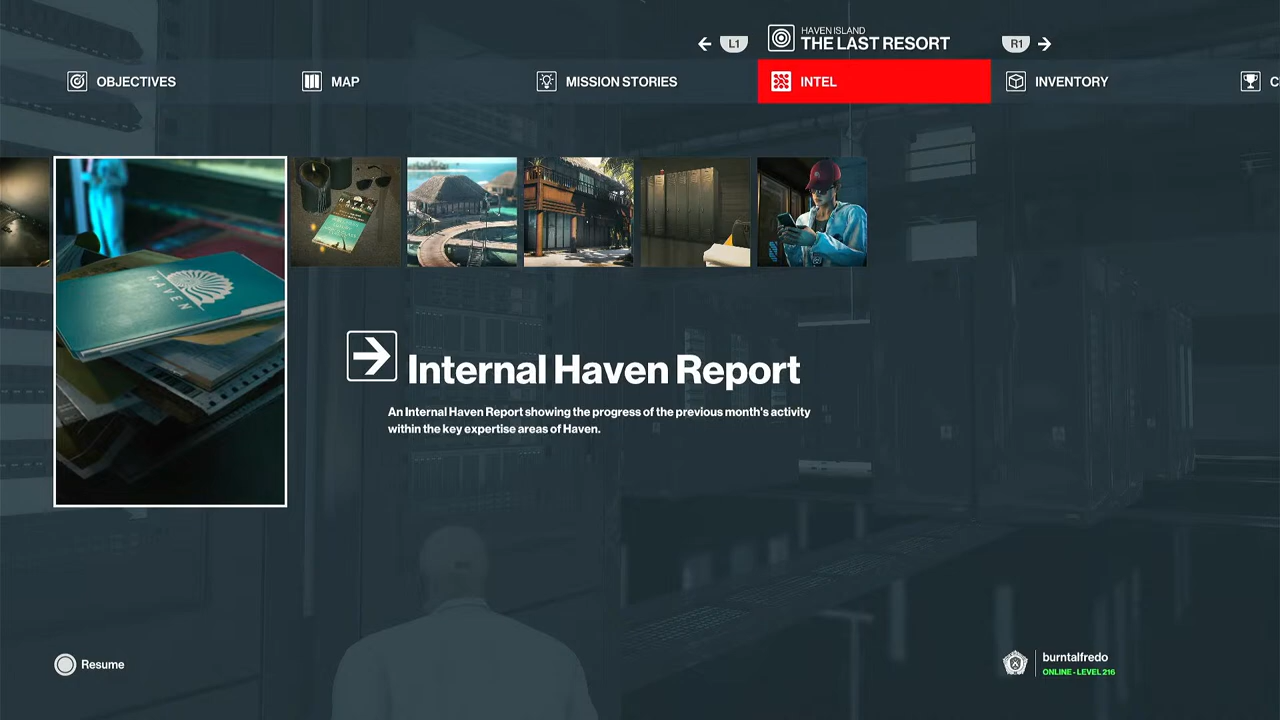 HAVEN ISLAND
L1
THE LAST RESORT
R1
OBJECTIVES
MAP
MISSION STORIES
INTEL
INVENTORY
HAVEN
Internal Haven Report
An Internal Haven Report showing the progress of the previous month's activity
within the key expertise areas of Haven.
Resume
burntalfredo
ONLINE - LEVEL 216